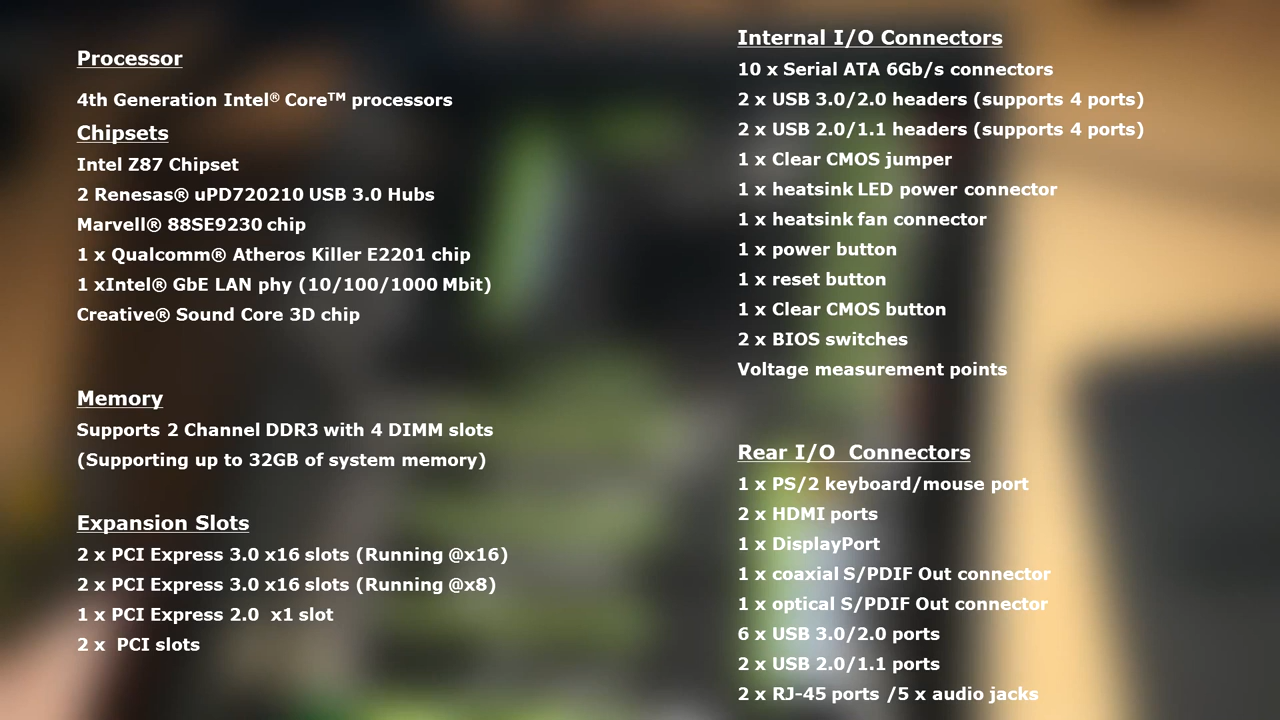 Processor
4th Generation Intel® Core™ processors
Chipsets
Intel Z87 Chipset
2 Renesas® uPD720210 USB 3.0 Hubs
Marvell® 88SE9230 chip
1 x Qualcomm® Atheros Killer E2201 chip
1 xIntel® GbE LAN phy (10/100/1000 Mbit)
Creative® Sound Core 3D chip
Memory
Supports 2 Channel DDR3 with 4 DIMM slots
(Supporting up to 32GB of system memory)
Expansion Slots
2 x PCI Express 3.0 x16 slots (Running @x16)
2 x PCI Express 3.0 x16 slots (Running @x8)
1 x PCI Express 2.0  x1 slot
2 x  PCI slots
Internal I/O Connectors
10 x Serial ATA 6Gb/s connectors
2 x USB 3.0/2.0 headers (supports 4 ports)
2 x USB 2.0/1.1 headers (supports 4 ports)
1 x Clear CMOS jumper
1 x heatsink LED power connector
1 x heatsink fan connector
1 x power button
1 x reset button
1 x Clear CMOS button
2 x BIOS switches
Voltage measurement points
Rear I/O  Connectors
1 x PS/2 keyboard/mouse port
2 x HDMI ports
1 x DisplayPort
1 x coaxial S/PDIF Out connector
1 x optical S/PDIF Out connector
6 x USB 3.0/2.0 ports
2 x USB 2.0/1.1 ports
2 x RJ-45 ports /5 x audio jacks